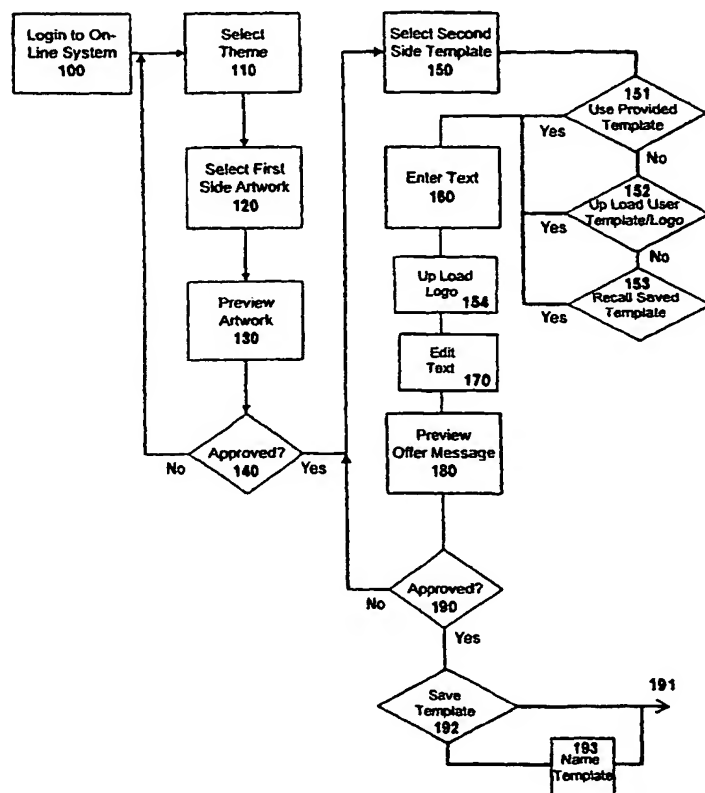 Login to On-
Line System
100
Select
Theme
110
Select First
Side Artwork
120
Preview
Artwork
130
Approved?
140
No
Yes
Select Second
Side Template
150
151
Use Provided
Template
Yes
No
152
Up Load User
Template/Logo
Yes
No
153
Recall Saved
Template
Yes
Enter Text
160
Up Load
Logo
154
Edit
Text
170
Preview
Offer Message
180
Approved?
190
No
Yes
Save
Template
192
191
193
Name
Template